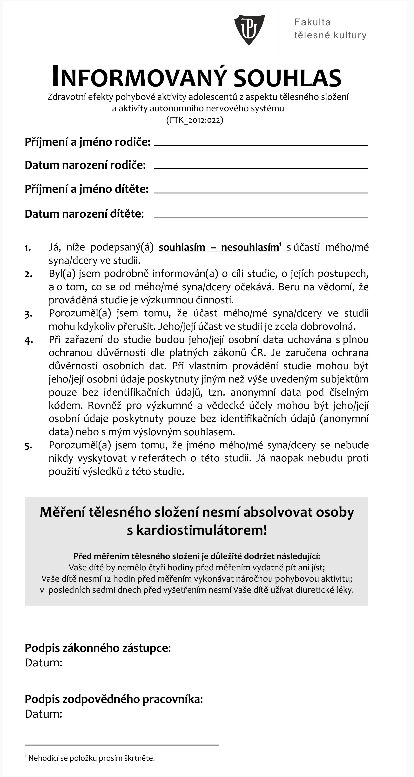 Fakulta
tělesné kultury
INFORMOVANÝ SOUHLAS
Zdravotní efekty pohybové aktivity adolescentů z aspektu tělesného složení
a aktivity autonomního nervového systému
(FTK_2012:022)
Příjmení a jméno rodiče:
Datum narození rodiče:
Příjmení a jméno dítěte:
Datum narození dítěte:
1. Já, níže podepsaný(á) souhlasím – nesouhlasím¹ s účastí mého/mé
syna/dcery ve studii.
2. Byl(a) jsem podrobně informován(a) o cíli studie, o jejích postupech,
a o tom, co se od mého/mé syna/dcery očekává. Beru na vědomí, že
prováděná studie je výzkumnou činností.
3. Porozuměl(a) jsem tomu, že účast mého/mé syna/dcery ve studii
mohu kdykoliv přerušit. Jeho/její účast ve studii je zcela dobrovolná.
4. Při zařazení do studie budou jeho/její osobní data uchována s plnou
ochranou důvěrnosti dle platných zákonů ČR. Je zaručena ochrana
důvěrnosti osobních dat. Při vlastním provádění studie mohou být
jeho/její osobní údaje poskytnuty jiným než výše uvedeným subjektům
pouze bez identifikačních údajů, tzn. anonymní data pod číselným
kódem. Rovněž pro výzkumné a vědecké účely mohou být jeho/její
osobní údaje poskytnuty pouze bez identifikačních údajů (anonymní
data) nebo s mým výslovným souhlasem.
5. Porozuměl(a) jsem tomu, že jméno mého/mé syna/dcery se nebude
nikdy vyskytovat v referátech o této studii. Já naopak nebudu proti
použití výsledků z této studie.
Měření tělesného složení nesmí absolvovat osoby
s kardiostimulátorem!
Před měřením tělesného složení je důležité dodržet následující:
Vaše dítě by nemělo čtyři hodiny před měřením vydatně pít ani jíst;
Vaše dítě nesmí 12 hodin před měřením vykonávat náročnou pohybovou aktivitu;
v posledních sedmi dnech před vyšetřením nesmí Vaše dítě užívat diuretické léky.
Podpis zákonného zástupce:
Datum:
Podpis zodpovědného pracovníka:
Datum:
¹ Nehodící se položku prosím škrtněte.